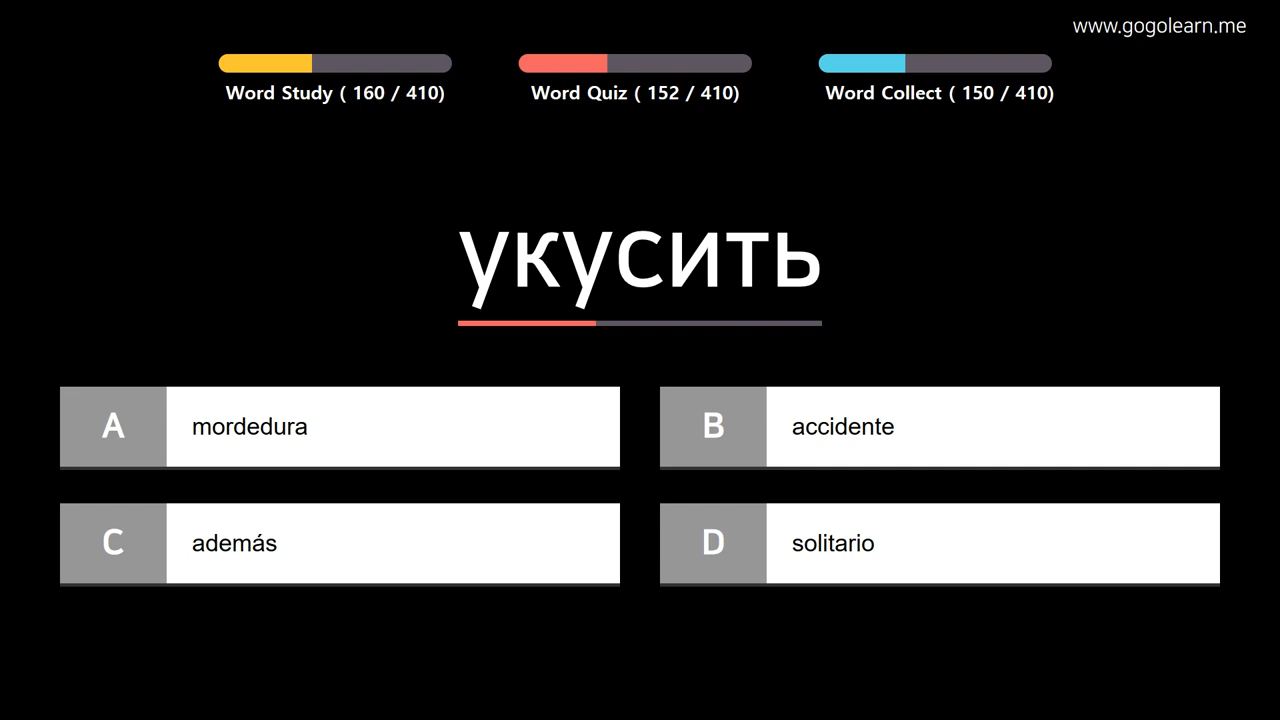 www.gogolearn.me
Word Study ( 160 / 410)
Word Quiz ( 152 / 410)
Word Collect ( 150 / 410)
укусить
A mordedura
B accidente
C además
D solitario